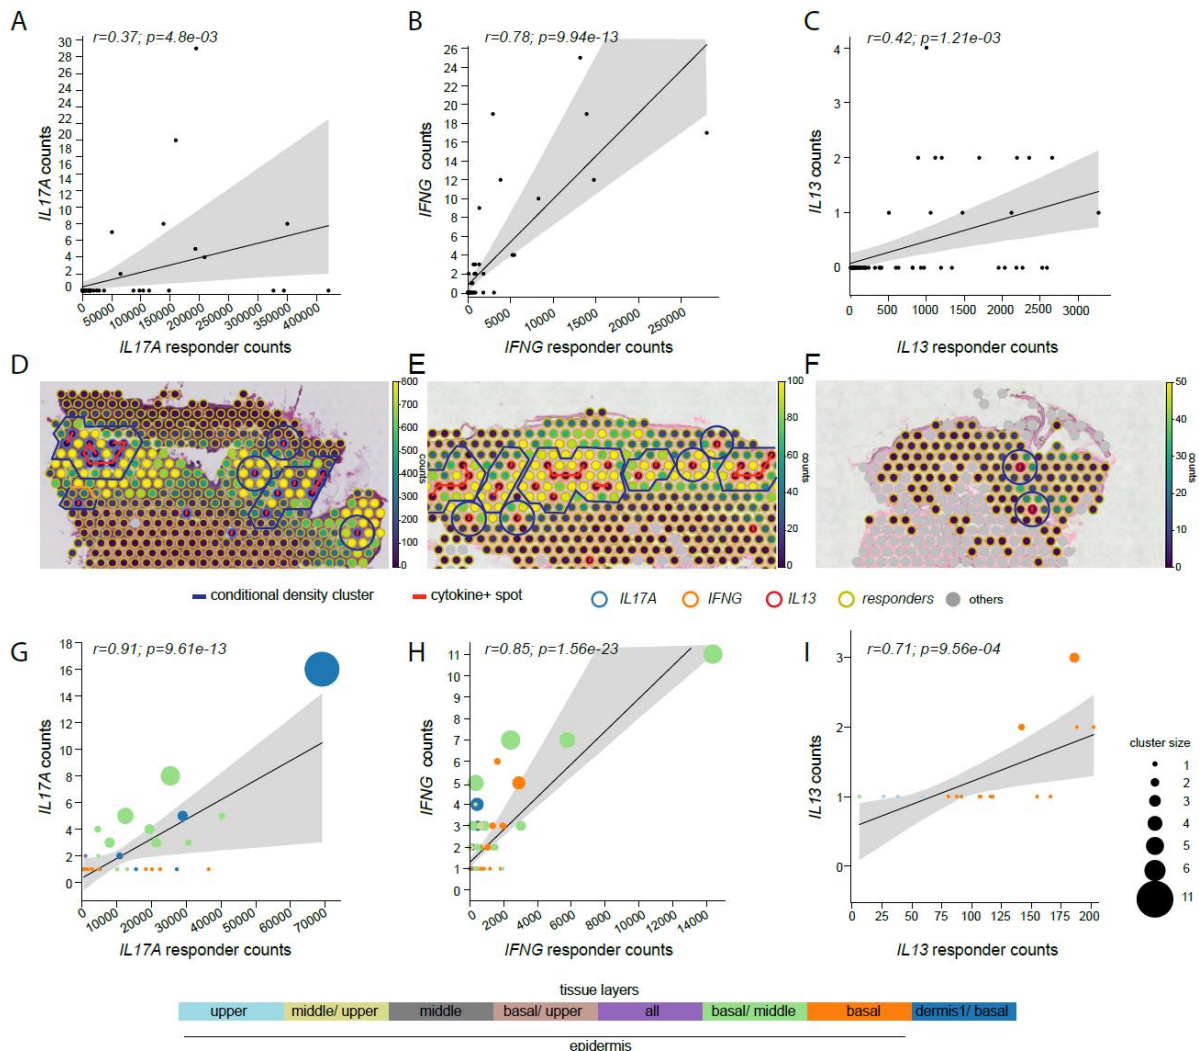 A
r=0.37; p=4.8e-03
IL17A counts
30
28
26
24
22
20
18
16
14
12
10
8
6
4
2
0
0
50000
100000
150000
200000
250000
300000
350000
400000
IL17A responder counts
B
r=0.78; p=9.94e-13
IFNG counts
26
24
22
20
18
16
14
12
10
8
6
4
2
0
0
5000
10000
15000
20000
250000
IFNG responder counts
C
r=0.42; p=1.21e-03
IL13 counts
4
3
2
1
0
0
500
1000
1500
2000
2500
3000
IL13 responder counts
D
800
700
600
500
400
300
200
100
0
counts
E
100
80
60
40
20
0
counts
F
50
40
30
20
10
0
counts
conditional density cluster
cytokine+ spot
IL17A
IFNG
IL13
responders
others
G
r=0.91; p=9.61e-13
IL17A counts
18
16
14
12
10
8
6
4
2
0
0
10000
20000
30000
40000
50000
60000
70000
IL17A responder counts
H
r=0.85; p=1.56e-23
IFNG counts
11
10
9
8
7
6
5
4
3
2
1
0
0
2000
4000
6000
8000
10000
12000
14000
IFNG responder counts
I
r=0.71; p=9.56e-04
IL13 counts
3
2
1
0
0
25
50
75
100
125
150
175
200
IL13 responder counts
cluster size
1
2
3
4
5
6
11
tissue layers
upper
middle/ upper
middle
basal/ upper
all
basal/ middle
basal
dermis1/ basal
epidermis